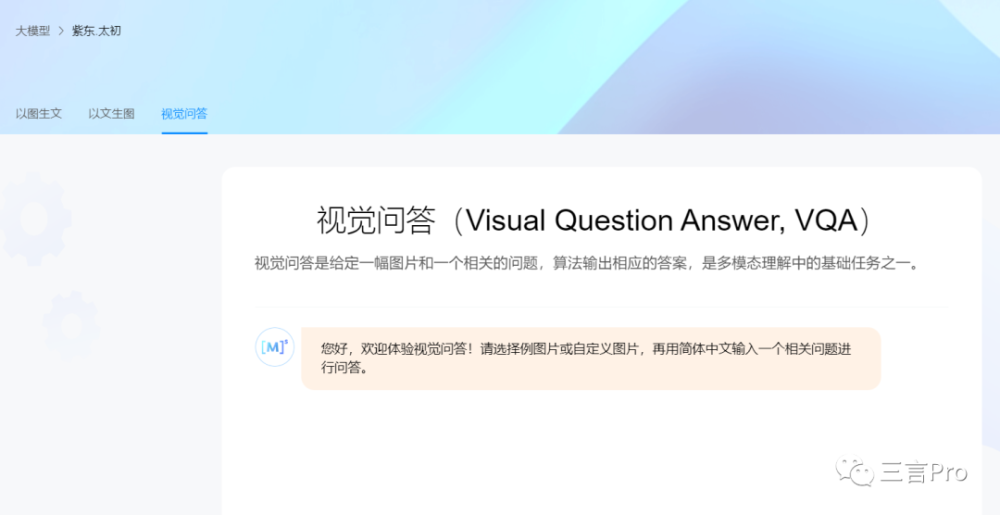 大模型 > 紫东.太初
以图生文 以文生图 视觉问答
视觉问答（Visual Question Answer, VQA）
视觉问答是给定一幅图片和一个相关的问题，算法输出相应的答案，是多模态理解中的基础任务之一。
[M]³
您好，欢迎体验视觉问答！请选择例图片或自定义图片，再用简体中文输入一个相关问题进
行问答。
三言Pro